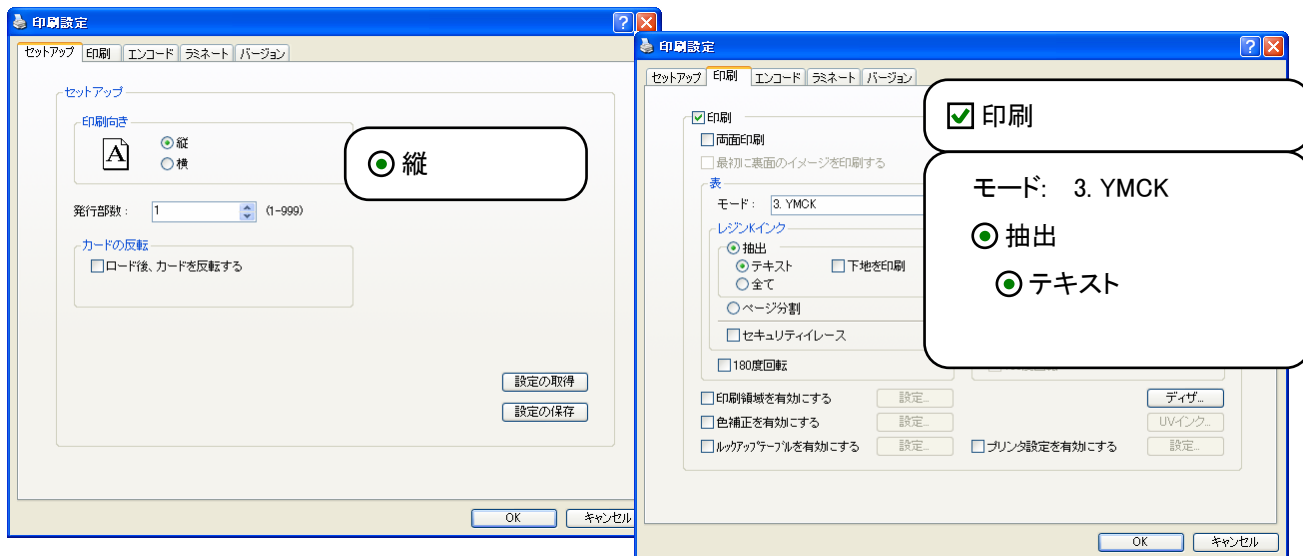 印刷設定
セットアップ 印刷 エンコード ラミネート バージョン
セットアップ
印刷向き
A
縦
横
縦
発行部数: 1 (1-999)
カードの反転
ロード後、カードを反転する
設定の取得
設定の保存
OK キャンセル
印刷設定
セットアップ 印刷 エンコード ラミネート バージョン
印刷
両面印刷
最初に裏面のイメージを印刷する
表
モード: 3. YMCK
レジンKインク
抽出
テキスト 下地を印刷
全て
ページ分割
セキュリティイレース
180度回転
印刷領域を有効にする 設定... ディザ...
色補正を有効にする 設定... UVインク...
ルックアップテーブルを有効にする 設定... プリンタ設定を有効にする 設定...
OK キャンセル
印刷
モード: 3. YMCK
抽出
テキスト